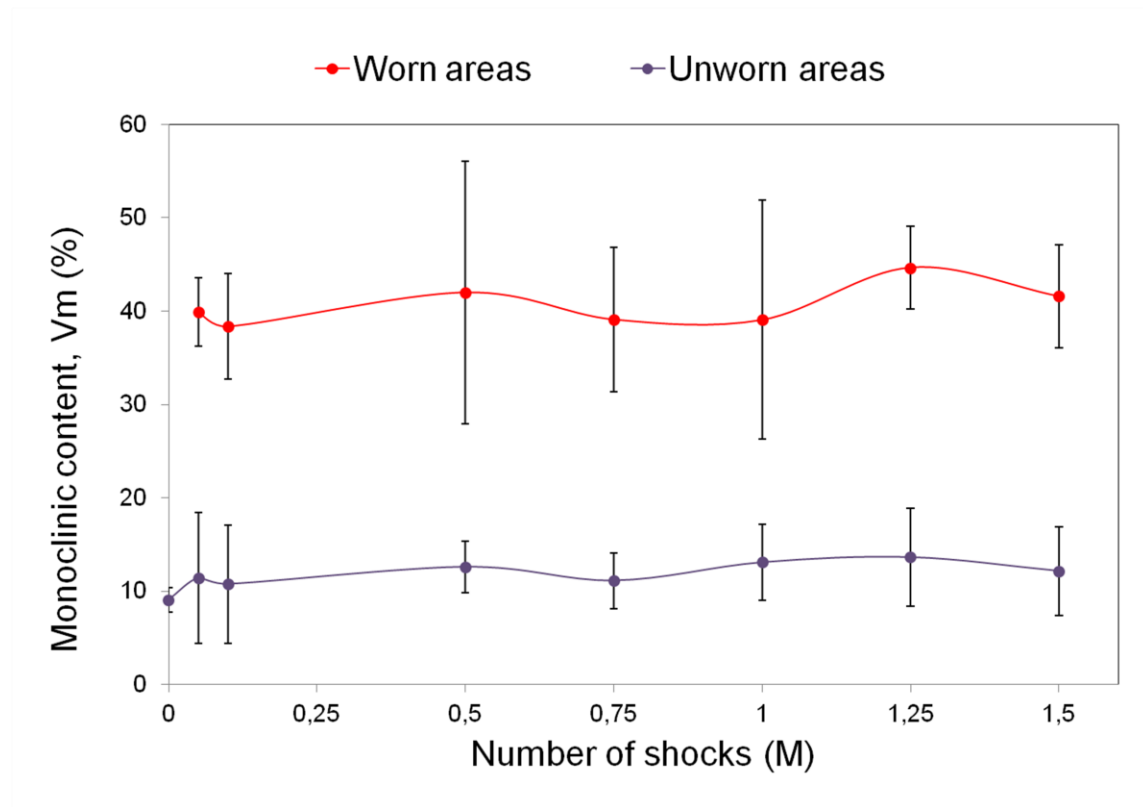 Worn areas Unworn areas
60
50
40
30
20
10
0
Monoclinic content, Vm (%)
0 0,25 0,5 0,75 1 1,25 1,5
Number of shocks (M)